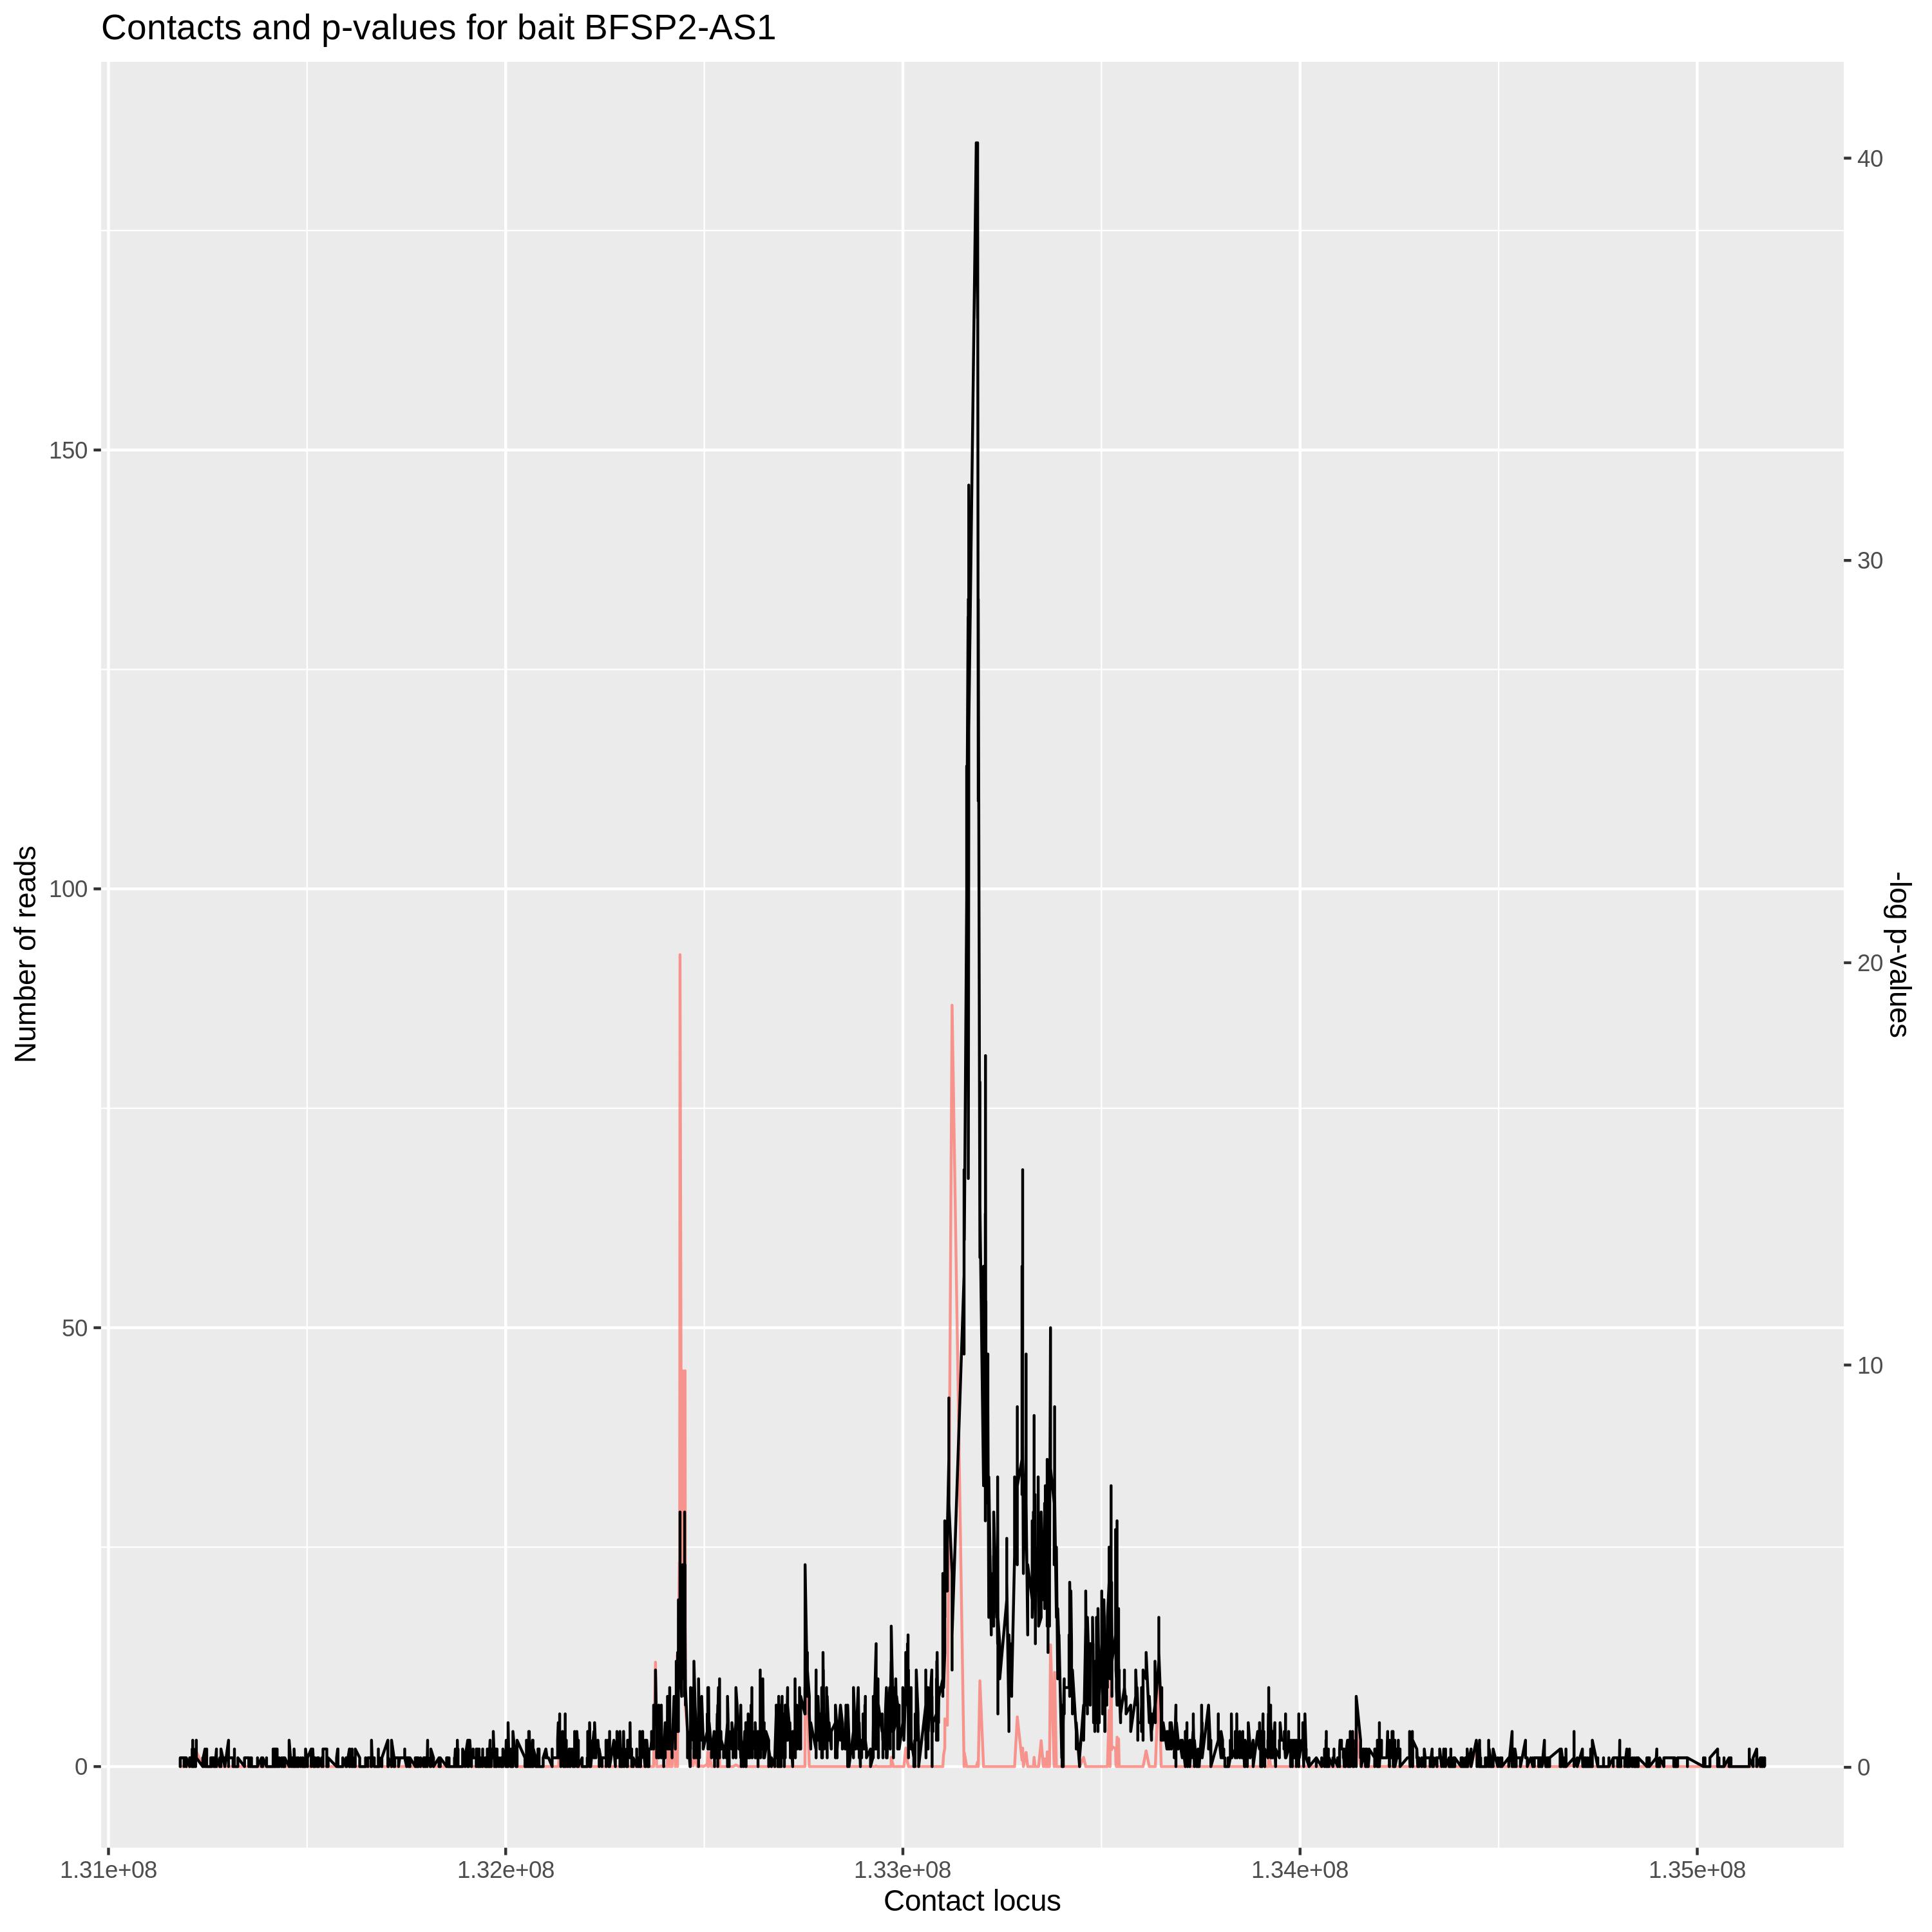 Contacts and p-values for bait BFSP2-AS1
40
150
30
100
20
50
10
0
0
Number of reads
-log p-values
1.31e+08
1.32e+08
1.33e+08
1.34e+08
1.35e+08
Contact locus